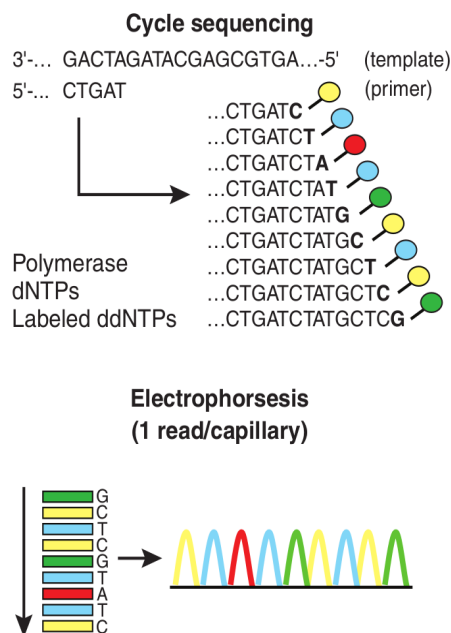 Cycle sequencing
3'-... GACTAGATACGAGCGTGA...-5' (template)
5'-... CTGAT (primer)
...CTGATC
...CTGATCT
...CTGATCTA
...CTGATCTAT
...CTGATCTATG
...CTGATCTATGC
...CTGATCTATGCT
...CTGATCTATGCTC
...CTGATCTATGCTCG
Polymerase
dNTPs
Labeled ddNTPs
Electrophorsesis
(1 read/capillary)
G
C
T
C
G
T
A
T
C